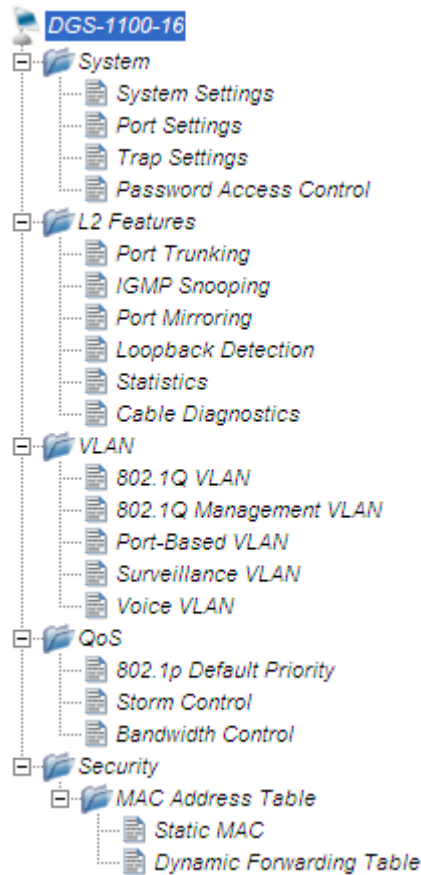 DGS-1100-16
System
System Settings
Port Settings
Trap Settings
Password Access Control
L2 Features
Port Trunking
IGMP Snooping
Port Mirroring
Loopback Detection
Statistics
Cable Diagnostics
VLAN
802.1Q VLAN
802.1Q Management VLAN
Port-Based VLAN
Surveillance VLAN
Voice VLAN
QoS
802.1p Default Priority
Storm Control
Bandwidth Control
Security
MAC Address Table
Static MAC
Dynamic Forwarding Table